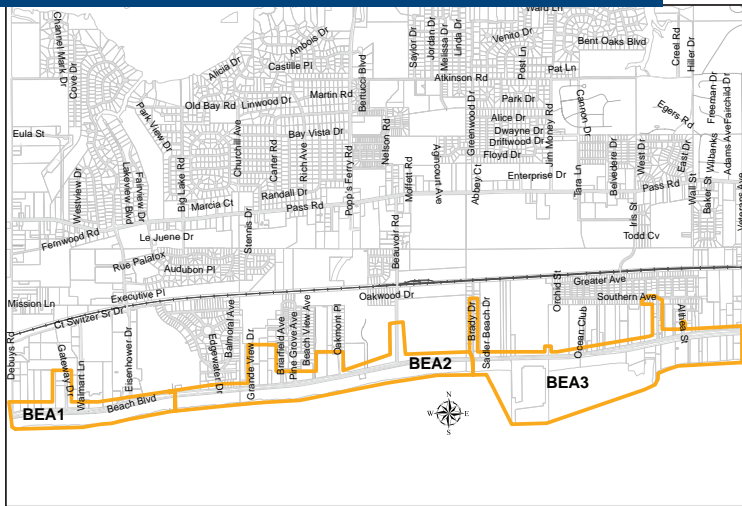 Ward Ln
Channel Mark Dr
Cove Dr
Alicia Dr
Ambois Dr
Castille Pl
Bertucci Blvd
Saylor Dr
Jordan Dr
Melissa Dr
Linda Dr
Venito Dr
Post Ln
Bent Oaks Blvd
Creel Rd
Hiller Dr
Pat Ln
Atkinson Rd
Martin Rd
Linwood Dr
Old Bay Rd
Park View Dr
Eula St
Churchill Ave
Bay Vista Dr
Nelson Rd
Greenwood Dr
Park Dr
Alice Dr
Dwayne Dr
Driftwood Dr
Floyd Dr
Jim Money Rd
Cannon Dr
Egers Rd
Freeman Dr
Fairchild Dr
Adams Ave
Wilbanks
Westview Dr
Lakeview Blvd
Fairview Dr
Big Lake Rd
Carter Rd
Rich Ave
Popp's Ferry Rd
Moffett Rd
Agincourt Ave
Abbey Ct
Enterprise Dr
Tara Ln
Belvedere Dr
West Dr
East Dr
Pass Rd
Wall St
Baker St
Veterans Ave
Randall Dr
Marcia Ct
Pass Rd
Stennis Dr
Beauvoir Rd
Iris St
Todd Cv
Fernwood Rd
Le Juene Dr
Rue Palafox
Audubon Pl
Executive Pl
Mission Ln
Ct Switzer Sr Dr
Oakwood Dr
Orchid St
Greater Ave
Southern Ave
Debuys Rd
Gateway Dr
Walmart Ln
Eisenhower Dr
Edgewater Dr
Balmoral Ave
Grande View Dr
Briarfield Ave
Pine Grove Ave
Beach View Ave
Oakmont Pl
Brady Dr
Sadler Beach Dr
Ocean Club
Althea St
Beach Blvd
BEA1
BEA2
BEA3
N
W
E
S